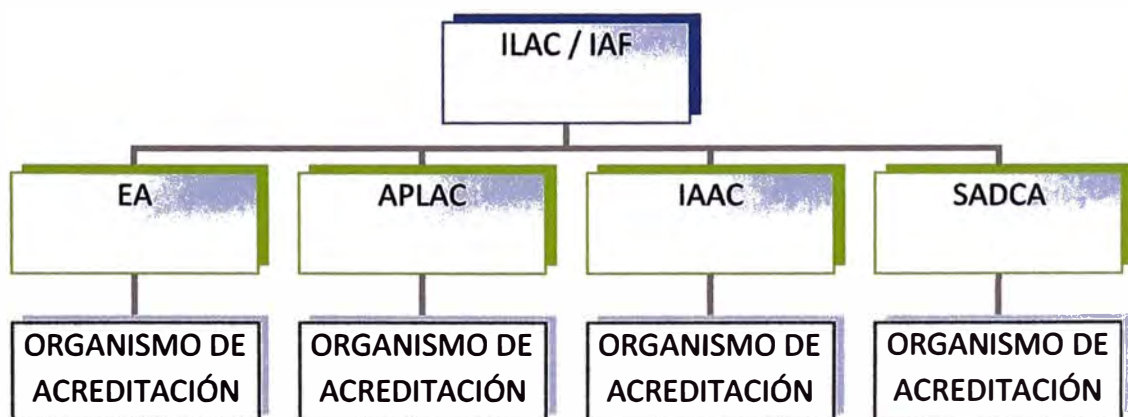 ILAC / IAF
EA
APLAC
IAAC
SADCA
ORGANISMO DE
ACREDITACIÓN
ORGANISMO DE
ACREDITACIÓN
ORGANISMO DE
ACREDITACIÓN
ORGANISMO DE
ACREDITACIÓN